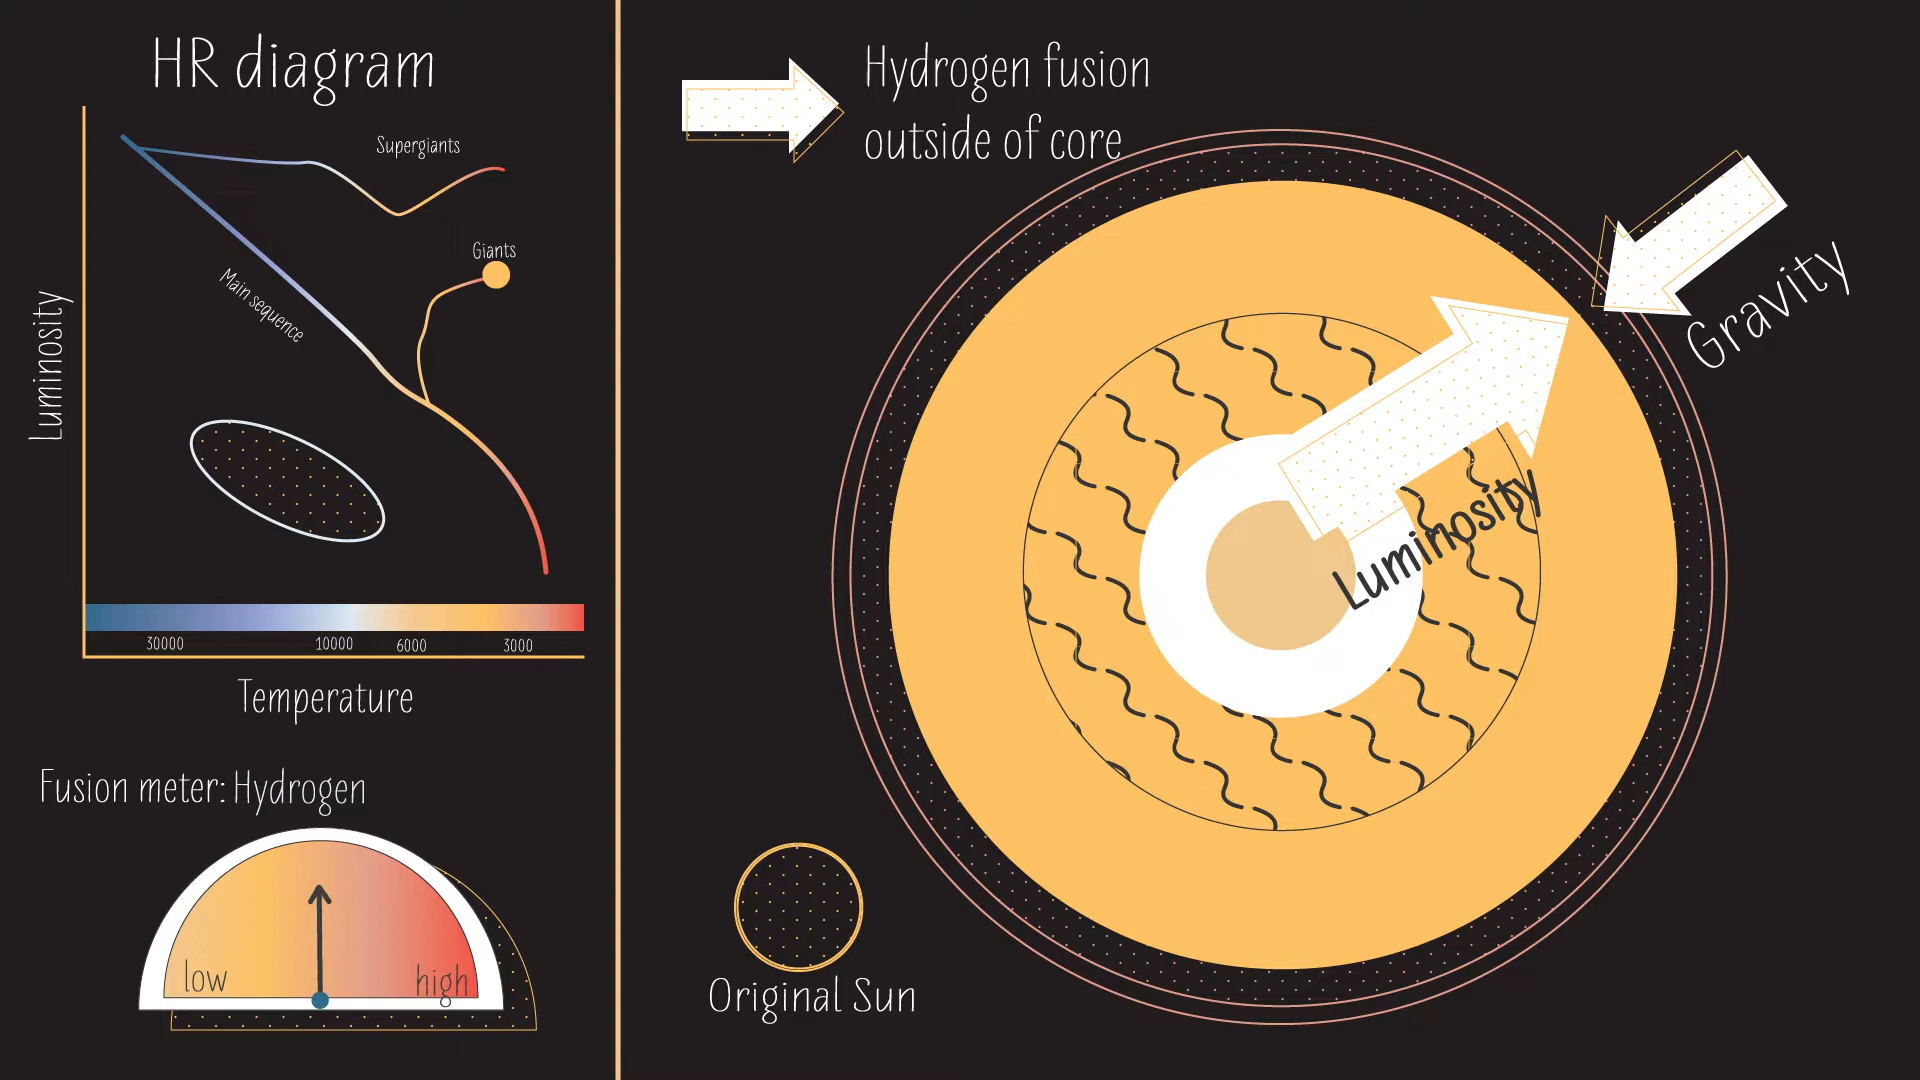 HR diagram
Supergiants
Giants
Main sequence
Luminosity
30000
10000
6000
3000
Temperature
Fusion meter: Hydrogen
low
high
Hydrogen fusion
outside of core
Gravity
Luminosity
Original Sun